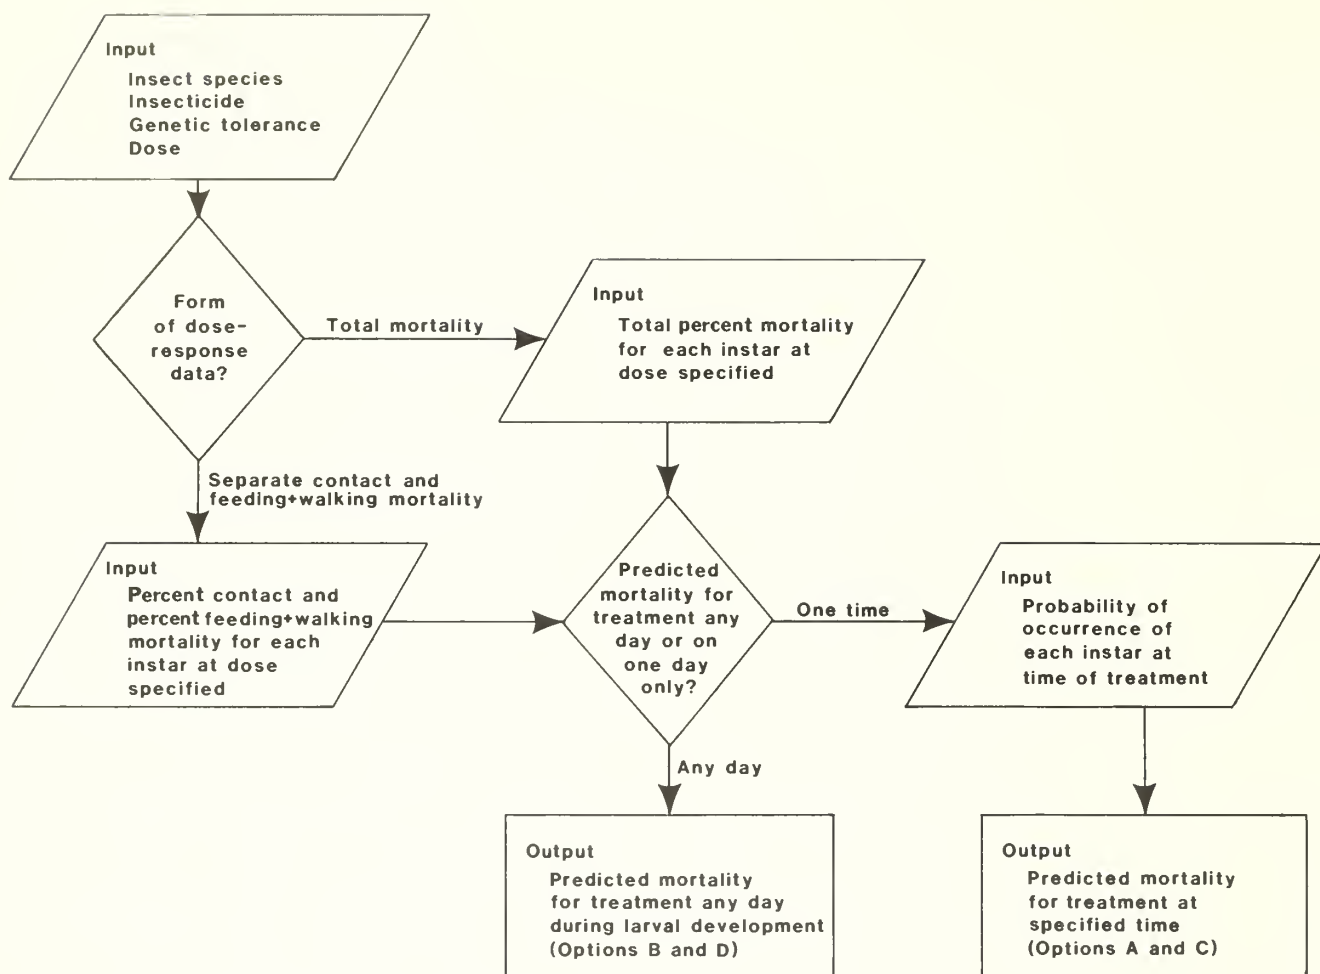 Input
Insect species
Insecticide
Genetic tolerance
Dose
Form
of dose-
response
data?
Total mortality
Input
Total percent mortality
for each instar at
dose specified
Separate contact and
feeding+walking mortality
Input
Percent contact and
percent feeding+walking
mortality for each
instar at dose
specified
Predicted
mortality for
treatment any
day or on
one day
only?
One time
Input
Probability of
occurrence of
each instar at
time of treatment
Any day
Output
Predicted mortality
for treatment any day
during larval development
(Options B and D)
Output
Predicted mortality
for treatment at
specified time
(Options A and C)